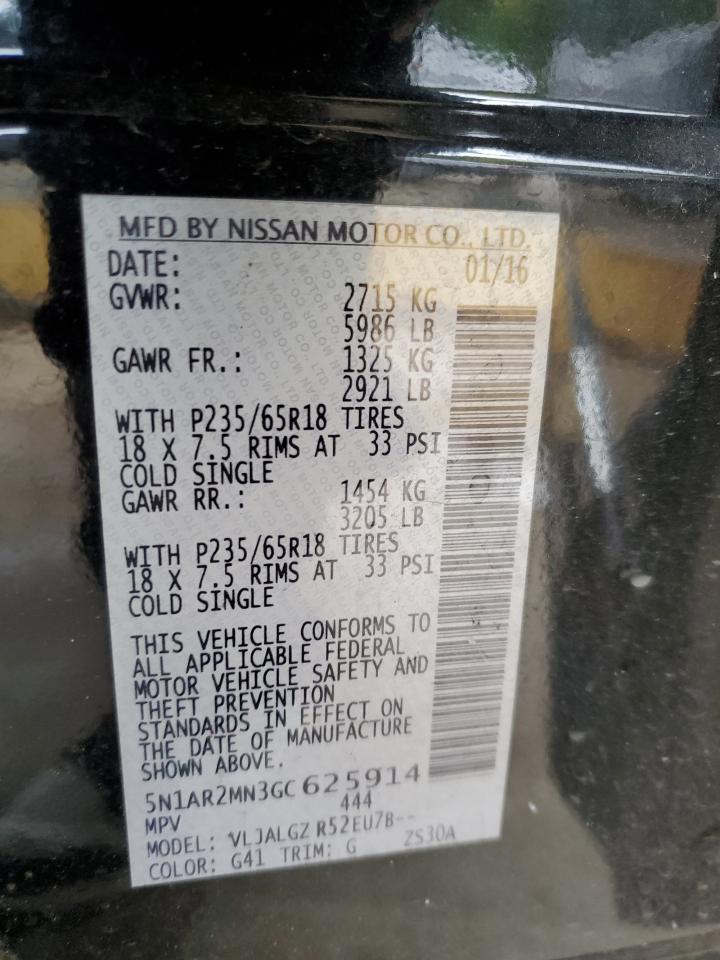 MFD BY NISSAN MOTOR CO., LTD.
DATE: 01/16
GVWR: 2715 KG
5986 LB
GAWR FR.: 1325 KG
2921 LB
WITH P235/65R18 TIRES
18 X 7.5 RIMS AT 33 PSI
COLD SINGLE
GAWR RR.: 1454 KG
3205 LB
WITH P235/65R18 TIRES
18 X 7.5 RIMS AT 33 PSI
COLD SINGLE
THIS VEHICLE CONFORMS TO
ALL APPLICABLE FEDERAL
MOTOR VEHICLE SAFETY AND
THEFT PREVENTION
STANDARDS IN EFFECT ON
THE DATE OF MANUFACTURE
SHOWN ABOVE.
5N1AR2MN3GC625914
MPV 444
MODEL: VLJALGZ R52EU7B-- ZS30A
COLOR: G41 TRIM: G